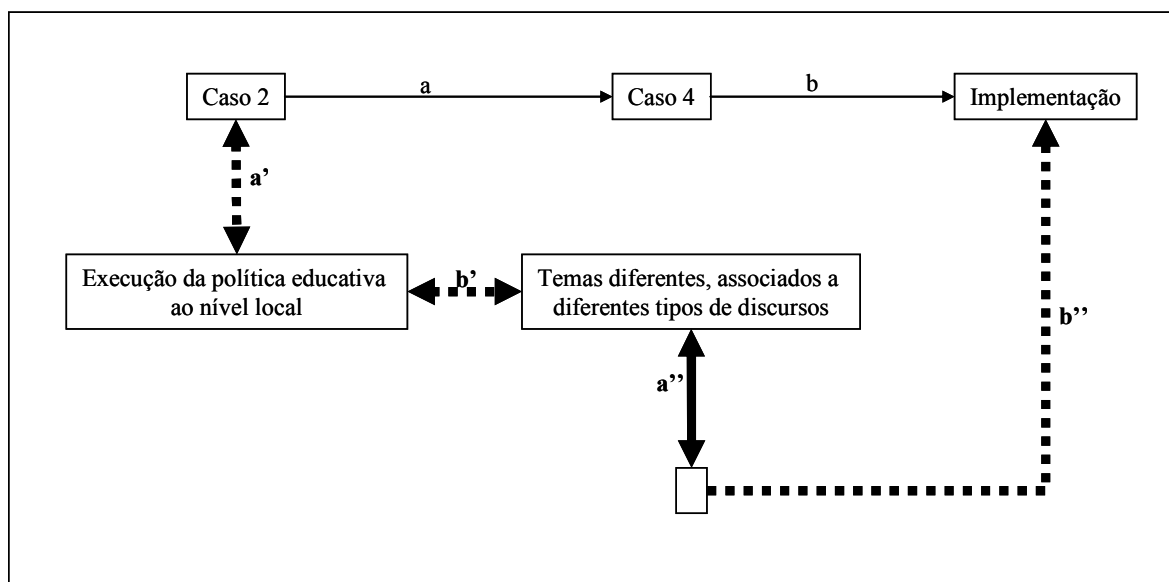 Caso 2
a
Caso 4
b
Implementação
a’
Execução da política educativa
ao nível local
b’
Temas diferentes, associados a
diferentes tipos de discursos
b’’
a’’